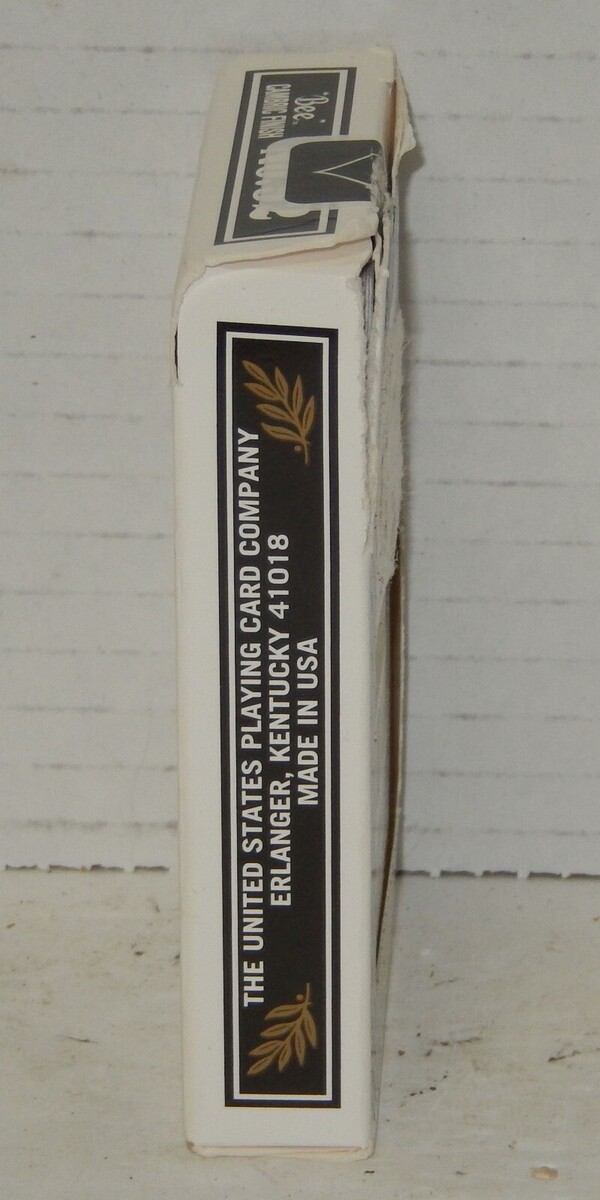 "Bee"®
CAMBRIC FINISH
THE UNITED STATES PLAYING CARD COMPANY
ERLANGER, KENTUCKY 41018
MADE IN USA